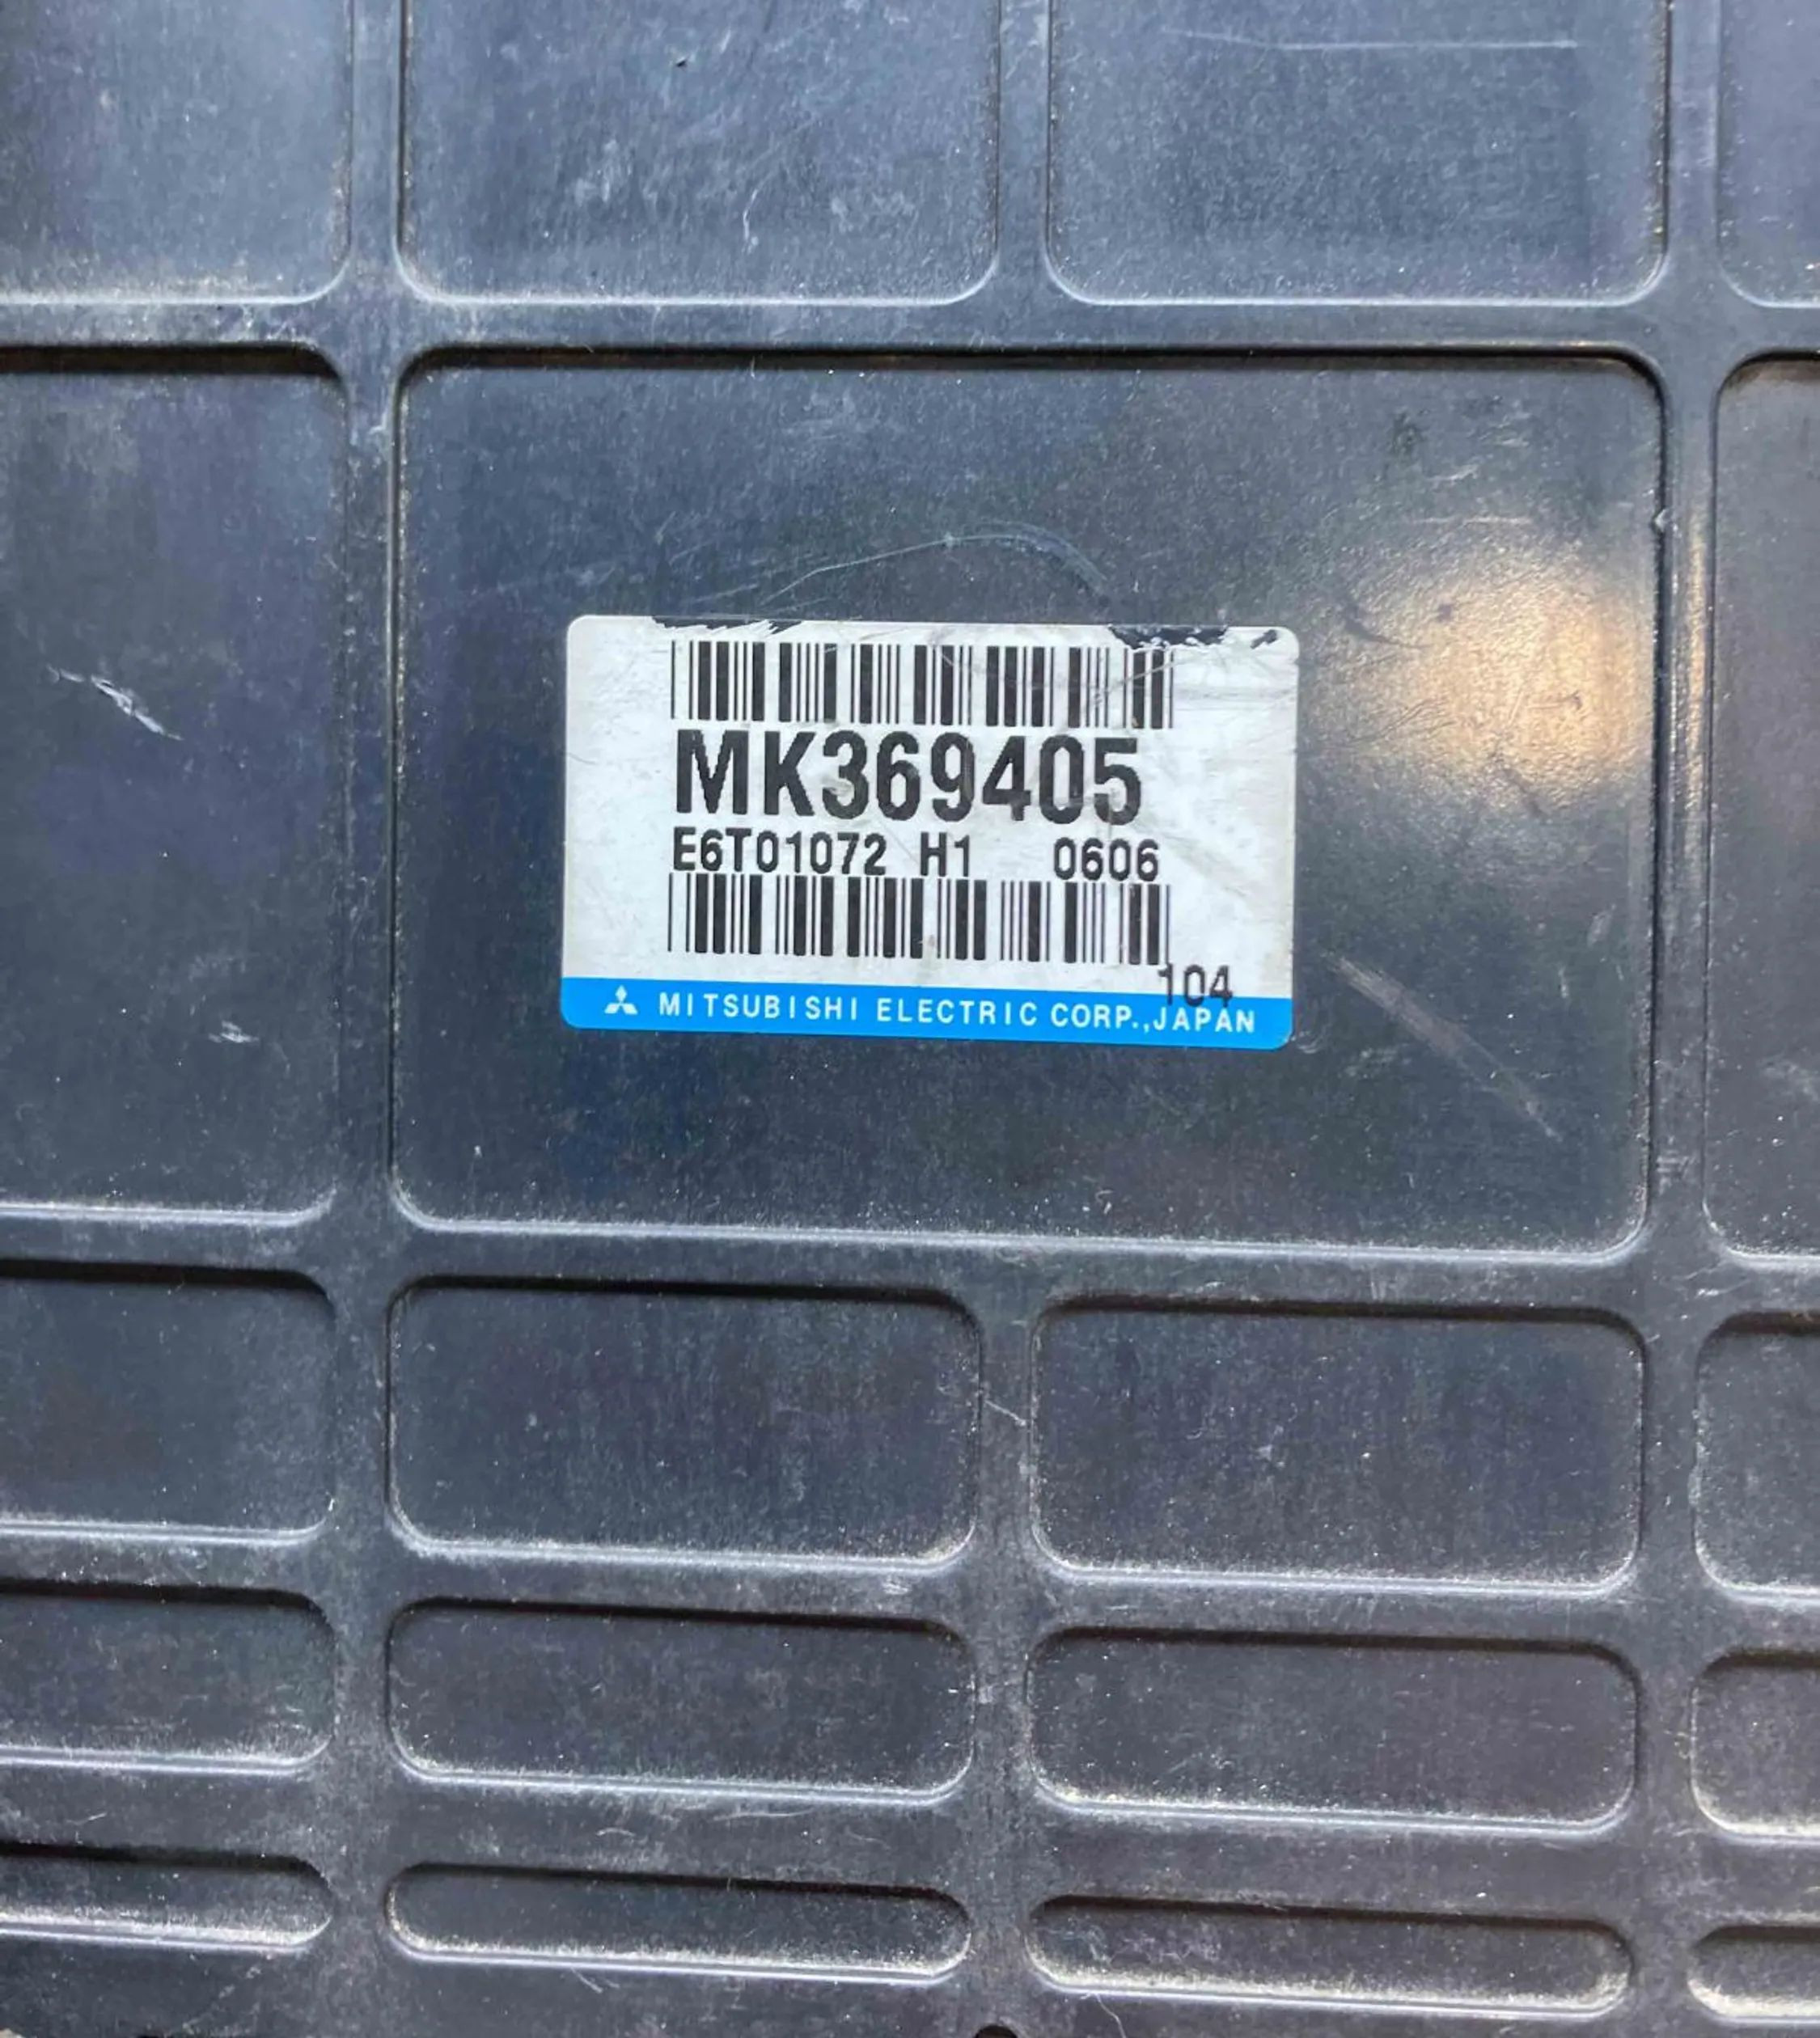 MK369405
E6T01072 H1 0606
104
MITSUBISHI ELECTRIC CORP.,JAPAN